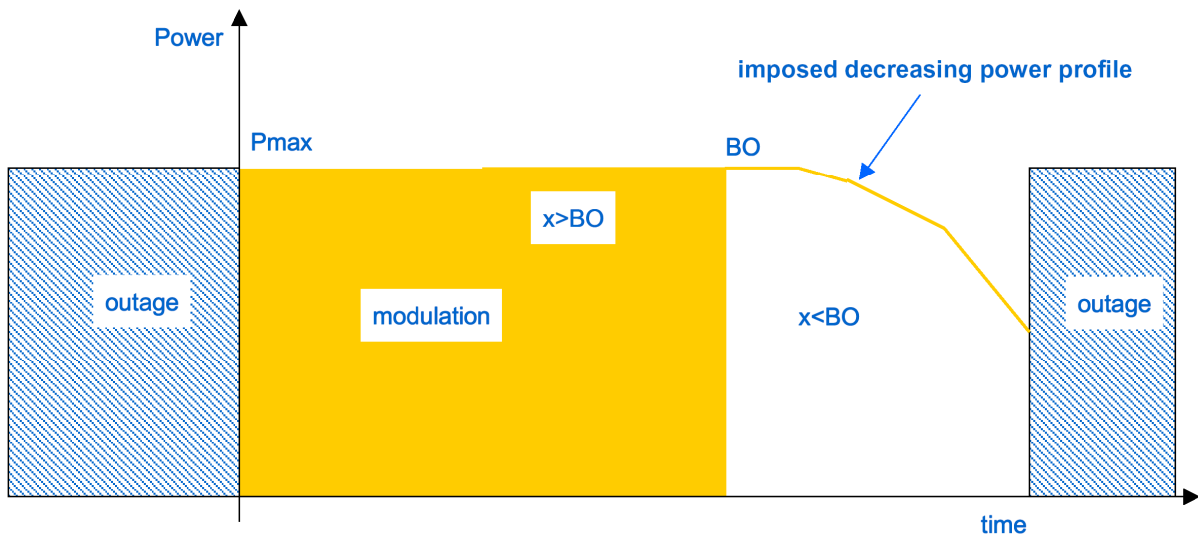 Power
imposed decreasing power profile
Pmax
BO
x>BO
outage
modulation
x<BO
outage
time